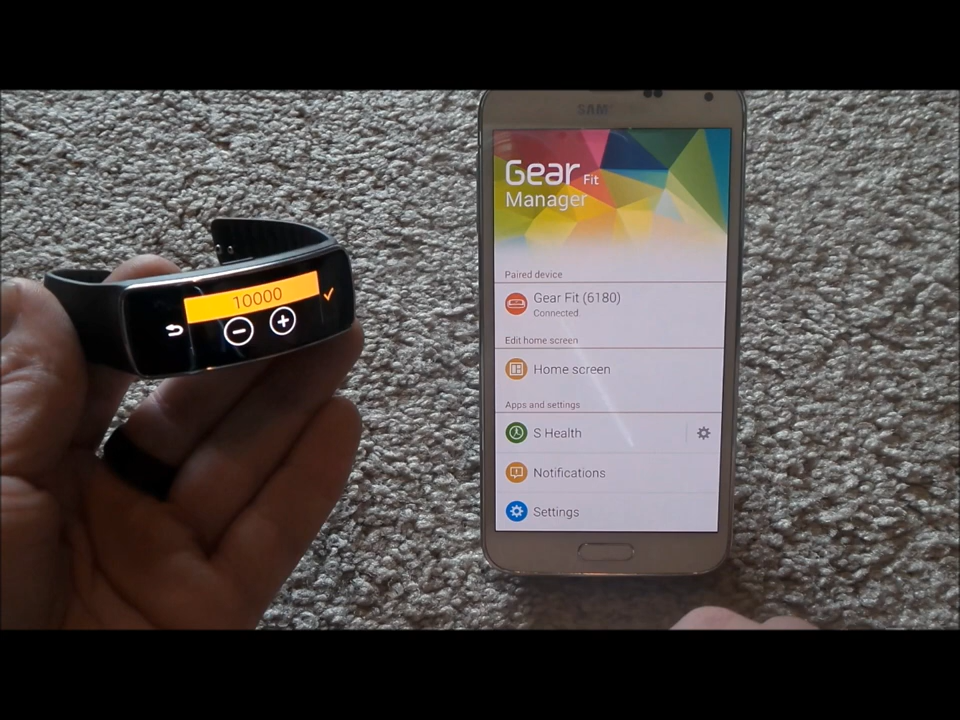 10000
SAMSUNG
Gear Fit
Manager
Paired device
Gear Fit (6180)
Connected
Edit home screen
Home screen
Apps and settings
S Health
Notifications
Settings